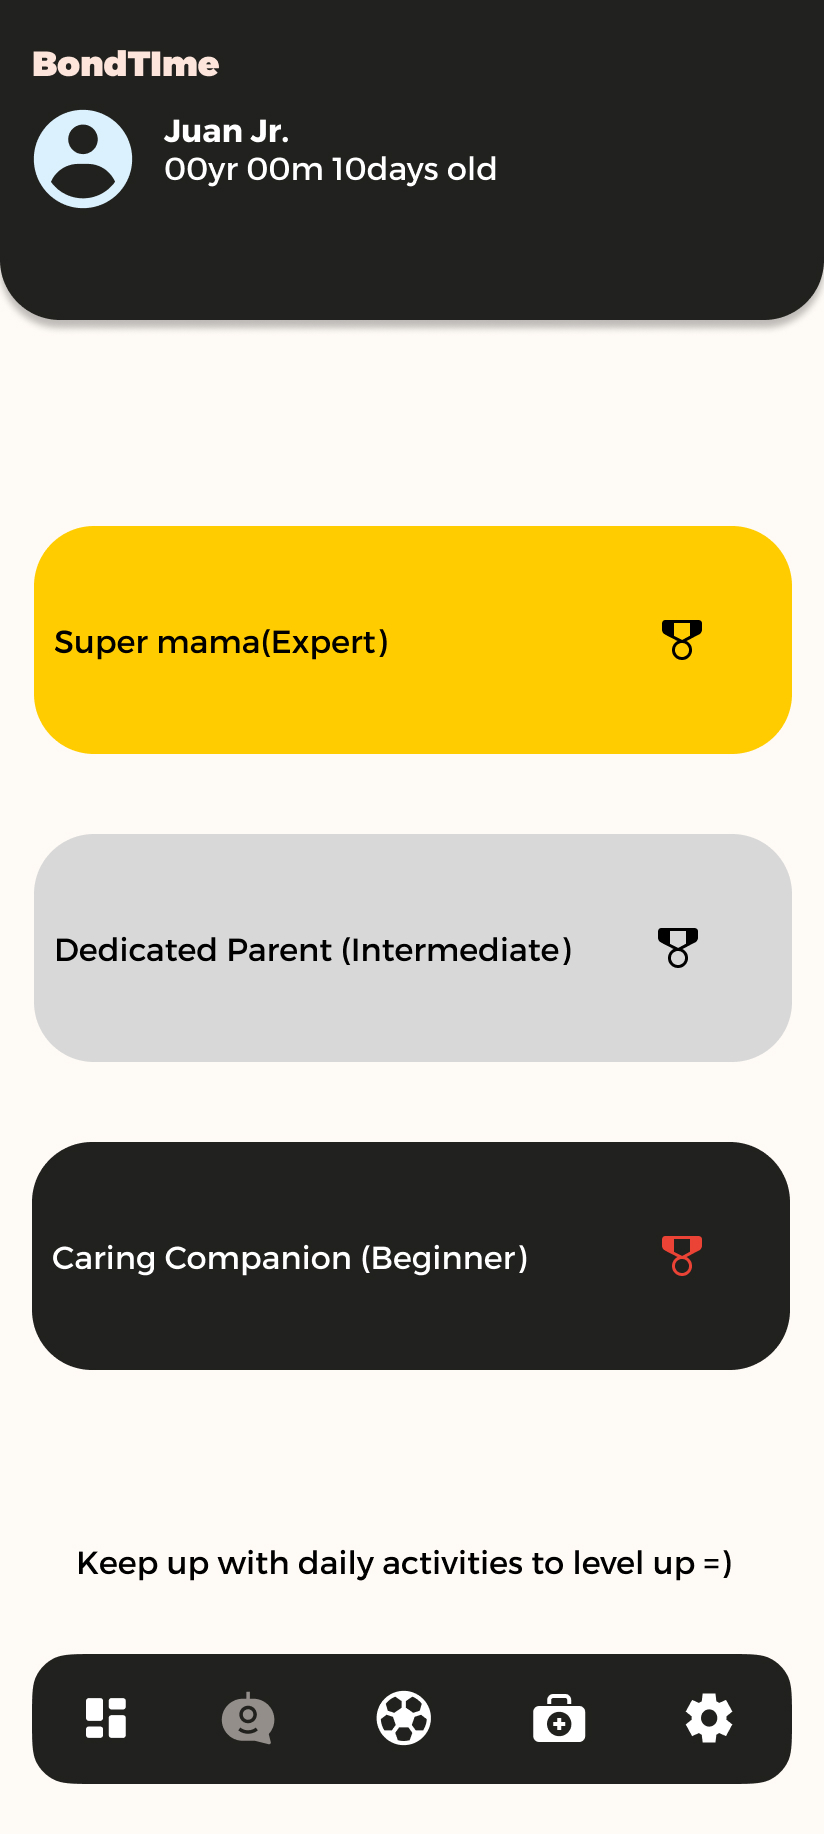 BondTIme
Juan Jr.
00yr 00m 10days old
Super mama(Expert)
Dedicated Parent (Intermediate)
Caring Companion (Beginner)
Keep up with daily activities to level up =)